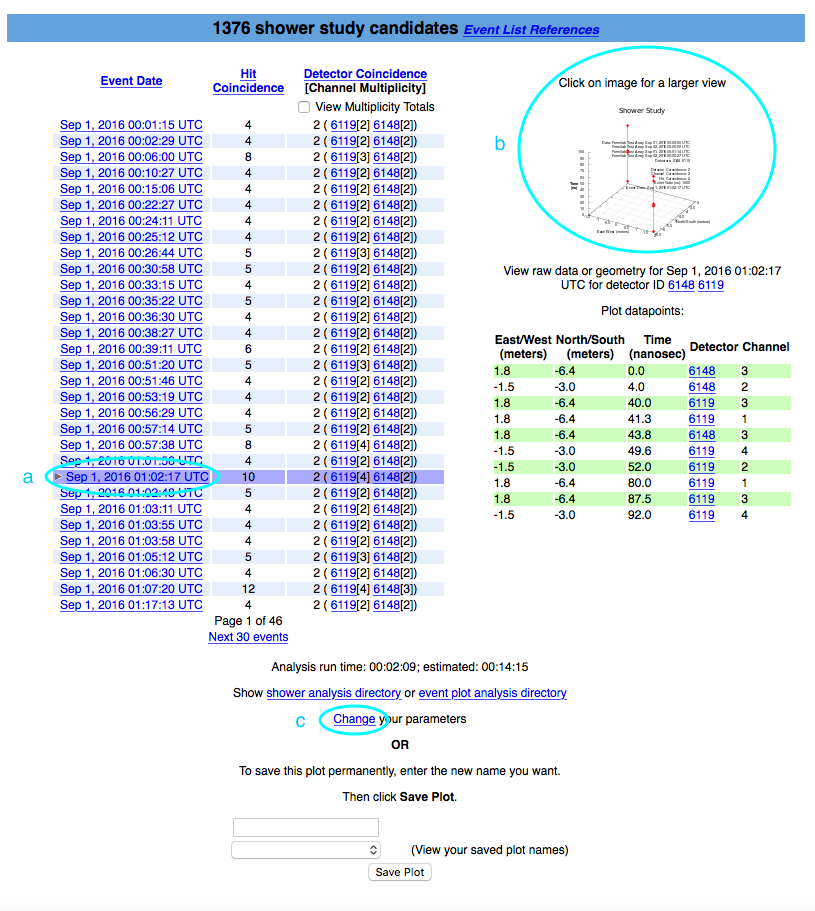 1376 shower study candidates Event List References
Event Date
Hit Coincidence
Detector Coincidence
[Channel Multiplicity]
View Multiplicity Totals
Sep 1, 2016 00:01:15 UTC 4 2 ( 6119[2] 6148[2])
Sep 1, 2016 00:02:29 UTC 4 2 ( 6119[2] 6148[2])
Sep 1, 2016 00:06:00 UTC 8 2 ( 6119[3] 6148[2])
Sep 1, 2016 00:10:27 UTC 4 2 ( 6119[2] 6148[2])
Sep 1, 2016 00:15:06 UTC 4 2 ( 6119[2] 6148[2])
Sep 1, 2016 00:22:27 UTC 4 2 ( 6119[2] 6148[2])
Sep 1, 2016 00:24:11 UTC 4 2 ( 6119[2] 6148[2])
Sep 1, 2016 00:25:12 UTC 4 2 ( 6119[2] 6148[2])
Sep 1, 2016 00:26:44 UTC 5 2 ( 6119[3] 6148[2])
Sep 1, 2016 00:30:58 UTC 5 2 ( 6119[2] 6148[2])
Sep 1, 2016 00:33:15 UTC 4 2 ( 6119[2] 6148[2])
Sep 1, 2016 00:35:22 UTC 5 2 ( 6119[2] 6148[2])
Sep 1, 2016 00:36:30 UTC 4 2 ( 6119[2] 6148[2])
Sep 1, 2016 00:38:27 UTC 4 2 ( 6119[2] 6148[2])
Sep 1, 2016 00:39:11 UTC 6 2 ( 6119[2] 6148[2])
Sep 1, 2016 00:51:20 UTC 5 2 ( 6119[3] 6148[2])
Sep 1, 2016 00:51:46 UTC 4 2 ( 6119[2] 6148[2])
Sep 1, 2016 00:53:19 UTC 4 2 ( 6119[2] 6148[2])
Sep 1, 2016 00:56:29 UTC 4 2 ( 6119[2] 6148[2])
Sep 1, 2016 00:57:14 UTC 5 2 ( 6119[2] 6148[2])
Sep 1, 2016 00:57:38 UTC 8 2 ( 6119[4] 6148[2])
Sep 1, 2016 01:01:56 UTC 4 2 ( 6119[2] 6148[2])
a
Sep 1, 2016 01:02:17 UTC 10 2 ( 6119[4] 6148[2])
Sep 1, 2016 01:02:48 UTC 5 2 ( 6119[2] 6148[2])
Sep 1, 2016 01:03:11 UTC 4 2 ( 6119[2] 6148[2])
Sep 1, 2016 01:03:55 UTC 4 2 ( 6119[2] 6148[2])
Sep 1, 2016 01:03:58 UTC 4 2 ( 6119[2] 6148[2])
Sep 1, 2016 01:05:12 UTC 5 2 ( 6119[3] 6148[2])
Sep 1, 2016 01:06:30 UTC 4 2 ( 6119[2] 6148[2])
Sep 1, 2016 01:07:20 UTC 12 2 ( 6119[4] 6148[3])
Sep 1, 2016 01:17:13 UTC 4 2 ( 6119[2] 6148[2])
Page 1 of 46
Next 30 events
b
Click on image for a larger view
Shower Study
East/West (meters)
North/South (meters)
View raw data or geometry for Sep 1, 2016 01:02:17
UTC for detector ID 6148 6119
Plot datapoints:
East/West (meters) North/South (meters) Time (nanosec) Detector Channel
1.8 -6.4 0.0 6148 3
-1.5 -3.0 4.0 6148 2
1.8 -6.4 40.0 6119 3
1.8 -6.4 41.3 6119 1
1.8 -6.4 43.8 6148 3
-1.5 -3.0 49.6 6119 4
-1.5 -3.0 52.0 6119 2
1.8 -6.4 80.0 6119 1
1.8 -6.4 87.5 6119 3
-1.5 -3.0 92.0 6119 4
Analysis run time: 00:02:09; estimated: 00:14:15
Show shower analysis directory or event plot analysis directory
c
Change your parameters
OR
To save this plot permanently, enter the new name you want.
Then click Save Plot.
(View your saved plot names)
Save Plot